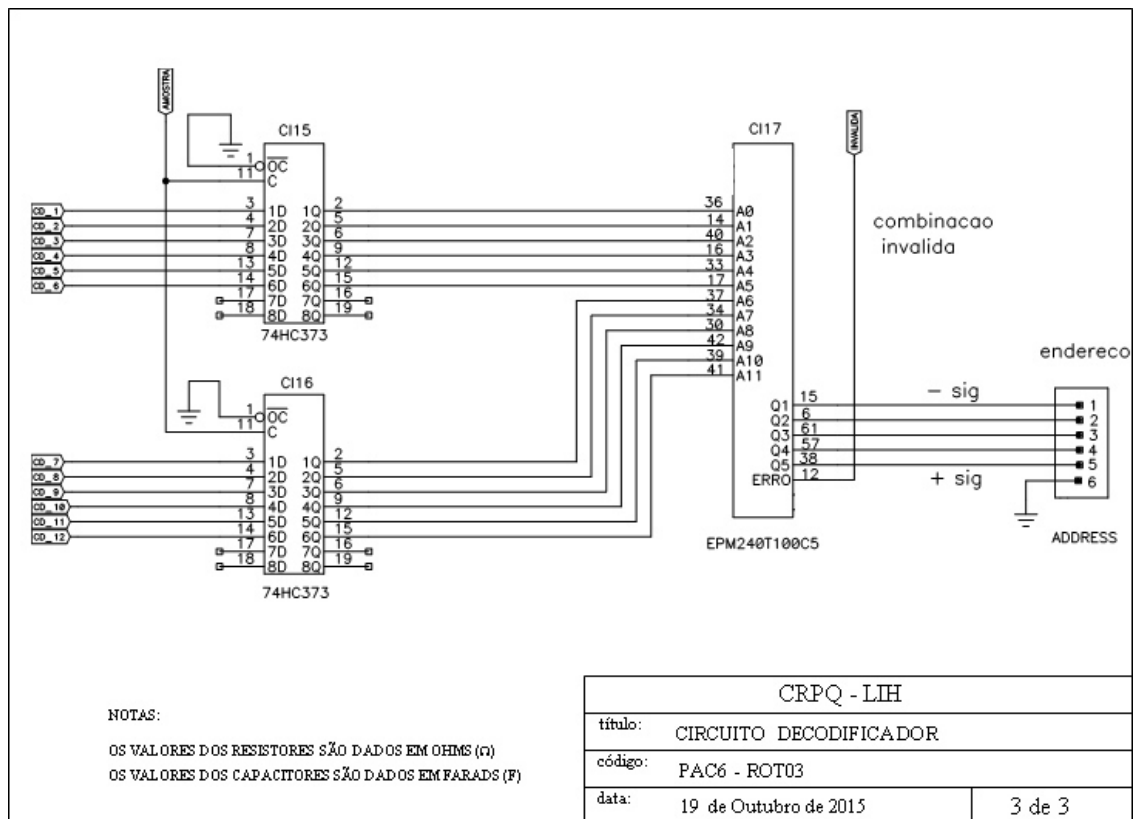 AMOSTRA
CI15
1 OC
11 C
CD_1 3 1D 1Q 2
CD_2 4 2D 2Q 5
CD_3 7 3D 3Q 6
CD_4 8 4D 4Q 9
CD_5 13 5D 5Q 12
CD_6 14 6D 6Q 15
17 7D 7Q 16
18 8D 8Q 19
74HC373
CI16
1 OC
11 C
CD_7 3 1D 1Q 2
CD_8 4 2D 2Q 5
CD_9 7 3D 3Q 6
CD_10 8 4D 4Q 9
CD_11 13 5D 5Q 12
CD_12 14 6D 6Q 15
17 7D 7Q 16
18 8D 8Q 19
74HC373
CI17
36 A0
14 A1
40 A2
16 A3
33 A4
17 A5
37 A6
34 A7
30 A8
42 A9
39 A10
41 A11
Q1 15
Q2 6
Q3 61
Q4 57
Q5 38
ERRO 12
EPM240T100C5
INVALIDA
combinacao
invalida
- sig
+ sig
endereco
1
2
3
4
5
6
ADDRESS
NOTAS:
OS VALORES DOS RESISTORES SÃO DADOS EM OHMS (Ω)
OS VALORES DOS CAPACITORES SÃO DADOS EM FARADS (F)
CRPQ - LIH
título: CIRCUITO DECODIFICADOR
código: PAC6 - ROT03
data: 19 de Outubro de 2015 3 de 3